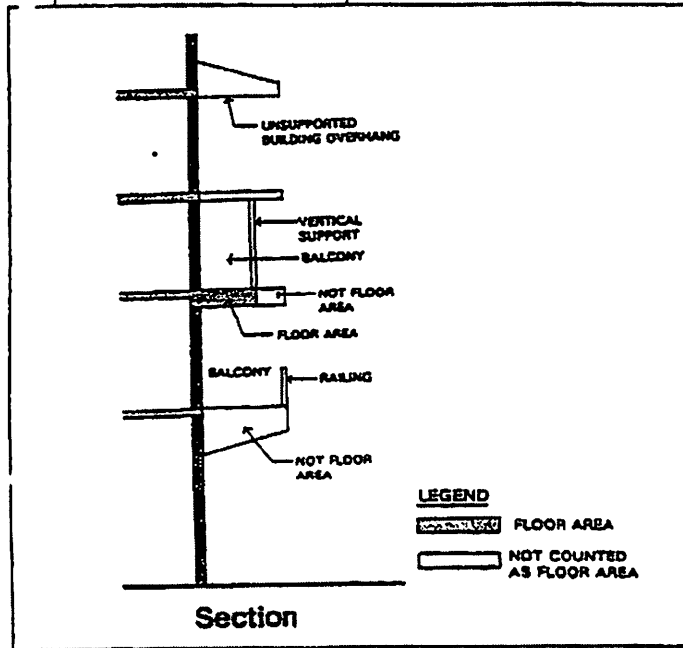 UNSUPPORTED
BUILDING OVERHANG
VERTICAL
SUPPORT
BALCONY
NOT FLOOR
AREA
FLOOR AREA
BALCONY
RAILING
NOT FLOOR
AREA
LEGEND
FLOOR AREA
NOT COUNTED
AS FLOOR AREA
Section